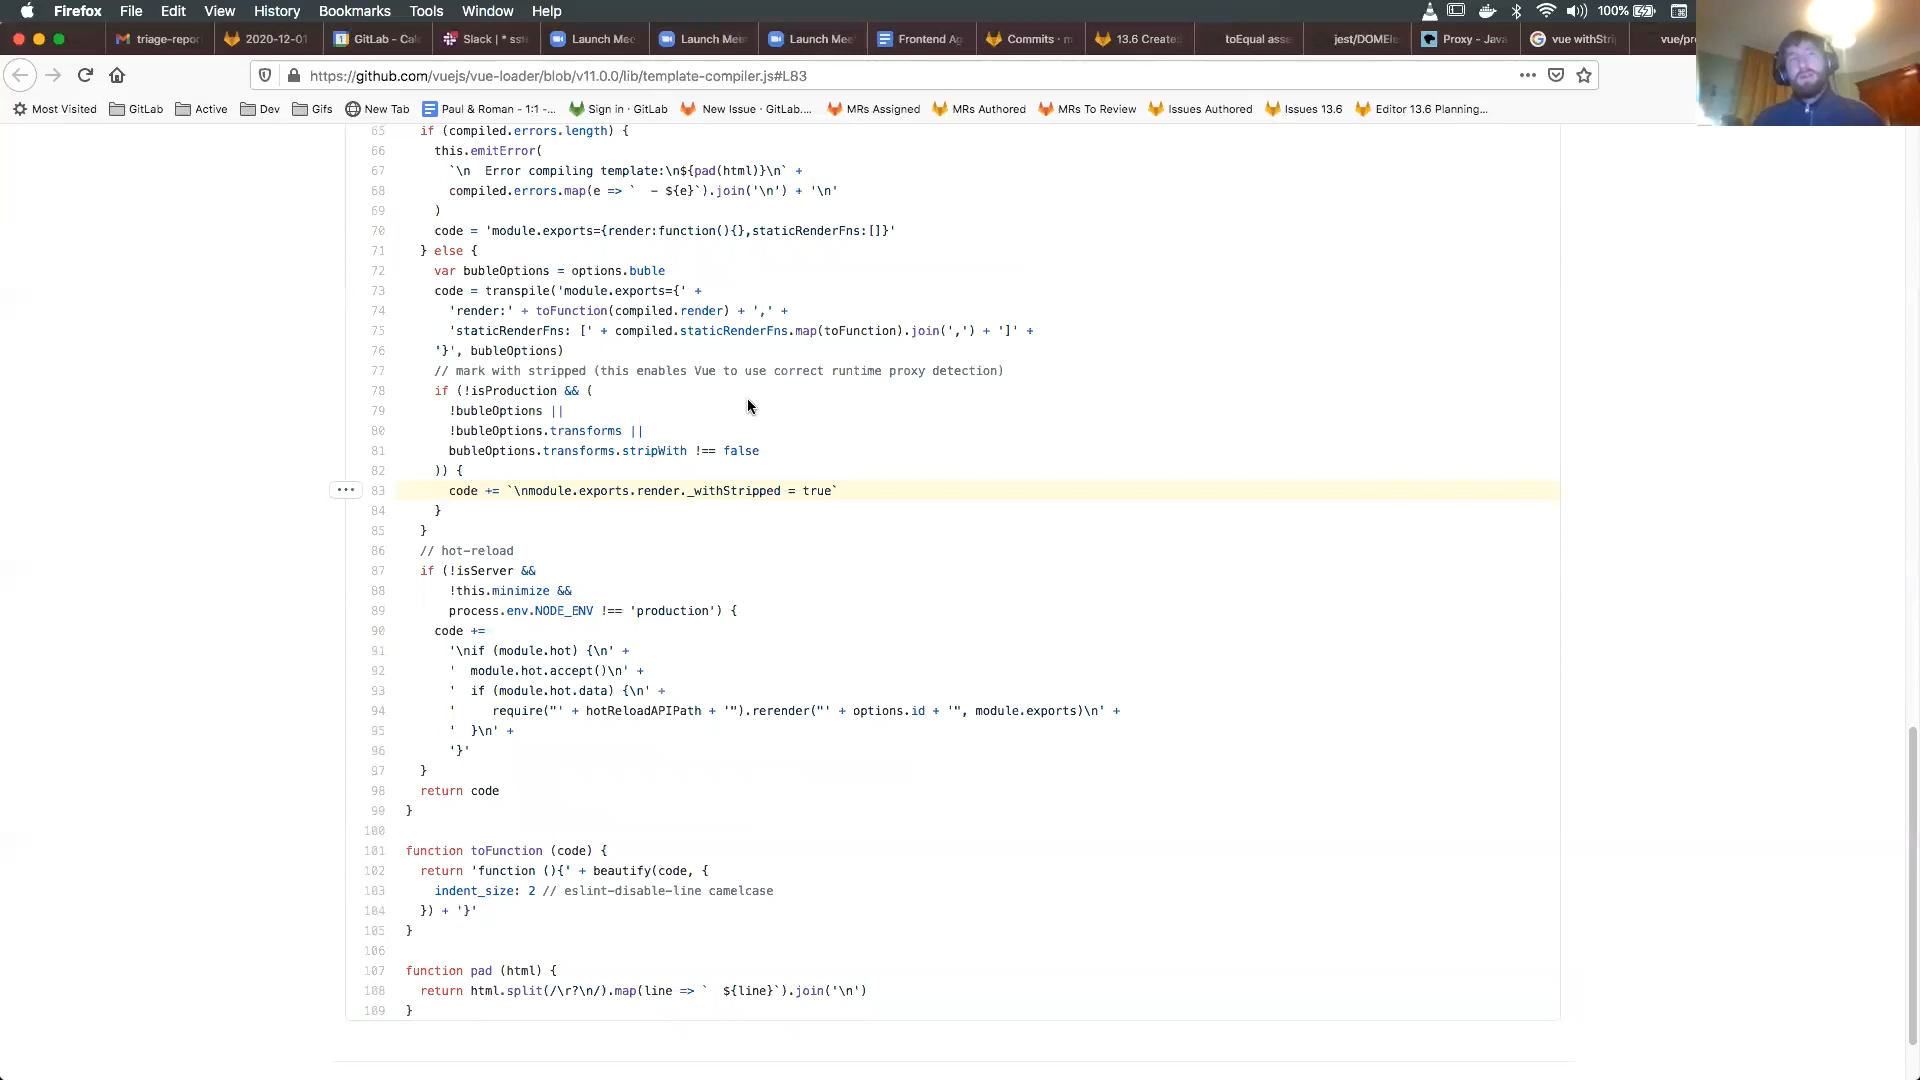 Firefox File Edit View History Bookmarks Tools Window Help 100%
triage-repor 2020-12-01 GitLab - Cal Slack | * ss Launch Mee Launch Mee Launch Mee Frontend Ag Commits · m 13.6 Create: toEqual asse jest/DOMEle Proxy - Java vue withStri vue/pr
https://github.com/vuejs/vue-loader/blob/v11.0.0/lib/template-compiler.js#L83
Most Visited GitLab Active Dev Gifs New Tab Paul & Roman - 1:1 -... Sign in · GitLab New Issue · GitLab.... MRs Assigned MRs Authored MRs To Review Issues Authored Issues 13.6 Editor 13.6 Planning...
65 if (compiled.errors.length) {
66 this.emitError(
67 `\n  Error compiling template:\n${pad(html)}\n` +
68 compiled.errors.map(e => `  - ${e}`).join('\n') + '\n'
69 )
70 code = 'module.exports={render:function(){},staticRenderFns:[]}'
71 } else {
72 var bubleOptions = options.buble
73 code = transpile('module.exports={' +
74 'render:' + toFunction(compiled.render) + ',' +
75 'staticRenderFns: [' + compiled.staticRenderFns.map(toFunction).join(',') + ']' +
76 '}', bubleOptions)
77 // mark with stripped (this enables Vue to use correct runtime proxy detection)
78 if (!isProduction && (
79 !bubleOptions ||
80 !bubleOptions.transforms ||
81 bubleOptions.transforms.stripWith !== false
82 )) {
83 code += `\nmodule.exports.render._withStripped = true`
84 }
85 }
86 // hot-reload
87 if (!isServer &&
88 !this.minimize &&
89 process.env.NODE_ENV !== 'production') {
90 code +=
91 '\nif (module.hot) {\n' +
92 '  module.hot.accept()\n' +
93 '  if (module.hot.data) {\n' +
94 '     require("' + hotReloadAPIPath + '").rerender("' + options.id + '", module.exports)\n' +
95 '  }\n' +
96 '}'
97 }
98 return code
99 }
100
101 function toFunction (code) {
102 return 'function (){' + beautify(code, {
103 indent_size: 2 // eslint-disable-line camelcase
104 }) + '}'
105 }
106
107 function pad (html) {
108 return html.split(/\r?\n/).map(line => `  ${line}`).join('\n')
109 }